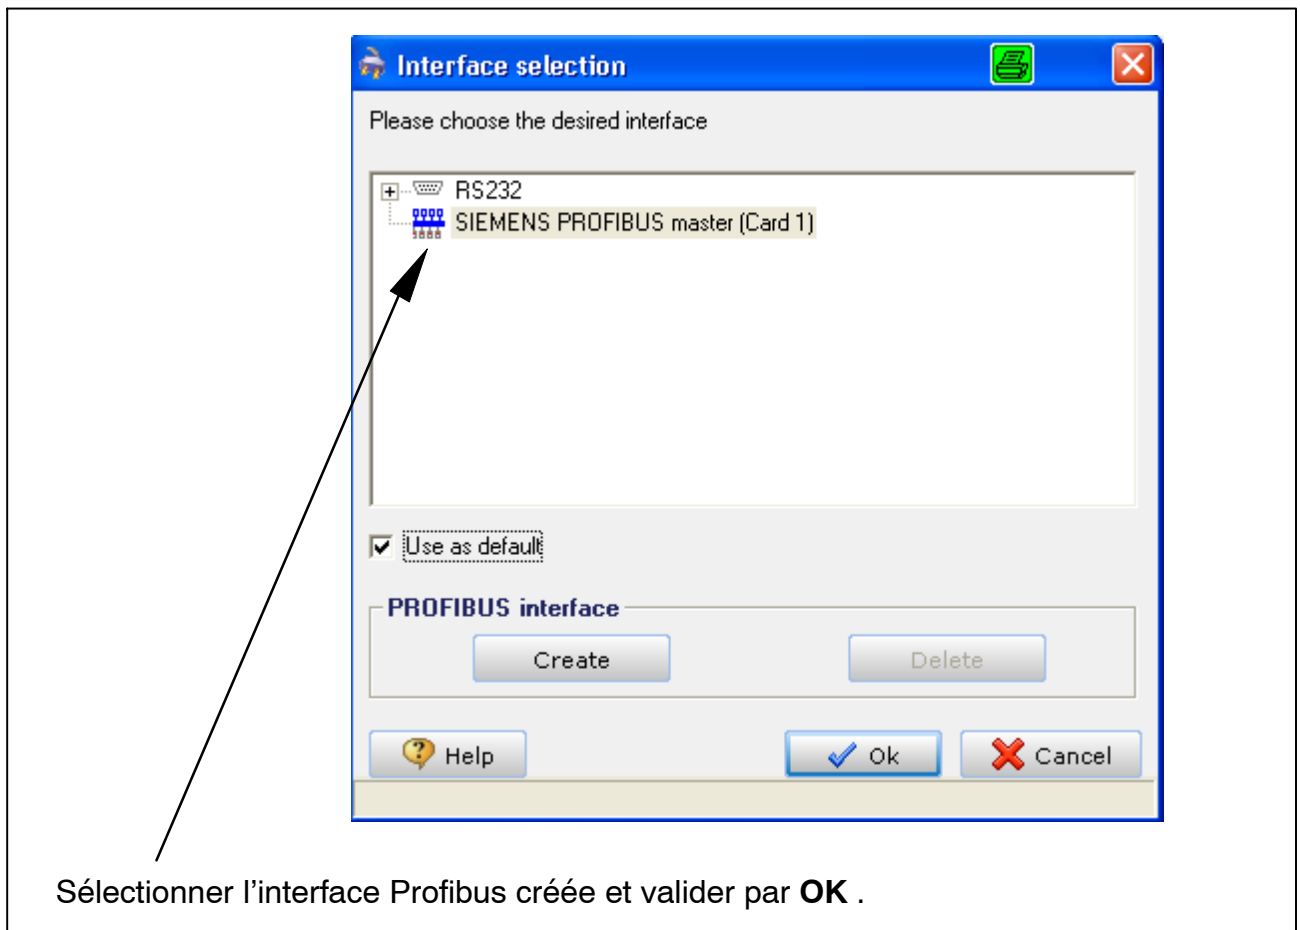 Interface selection
Please choose the desired interface
RS232
SIEMENS PROFIBUS master (Card 1)
Use as default
PROFIBUS interface
Create Delete
Help Ok Cancel
Sélectionner l’interface Profibus créée et valider par OK .